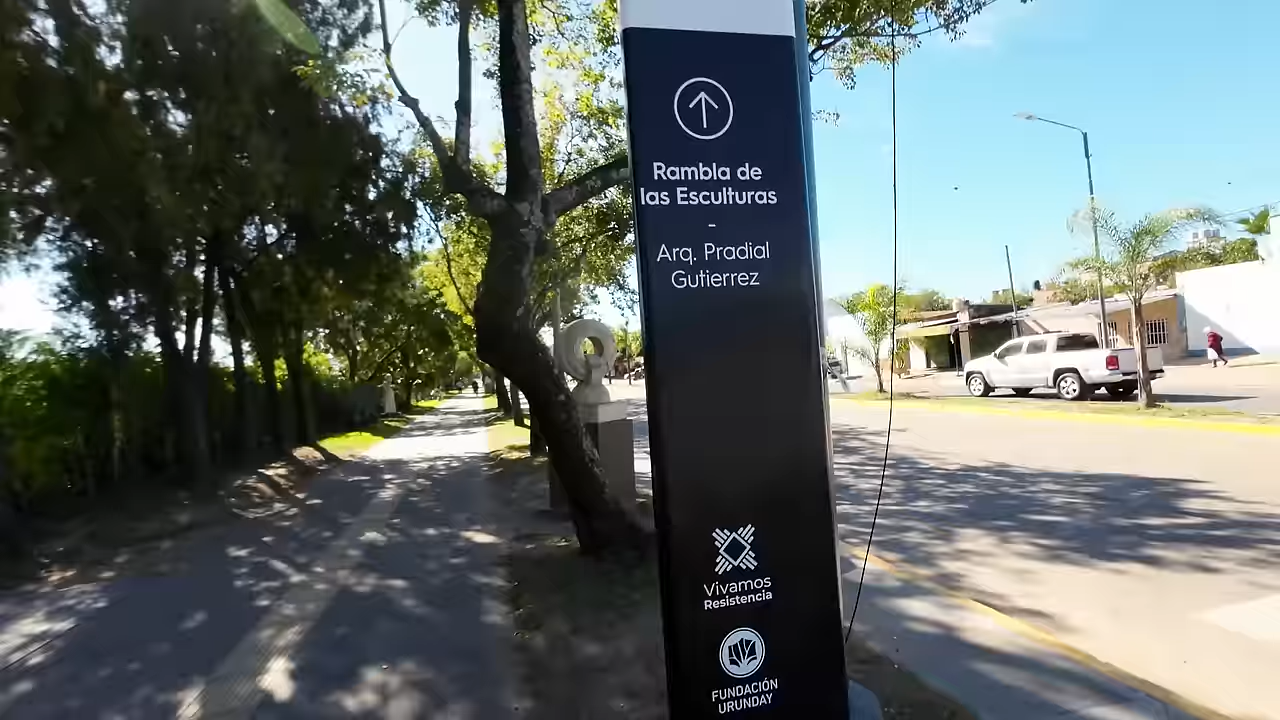 Rambla de
las Esculturas
-
Arq. Pradial
Gutierrez
Vivamos
Resistencia
FUNDACIÓN
URUNDAY